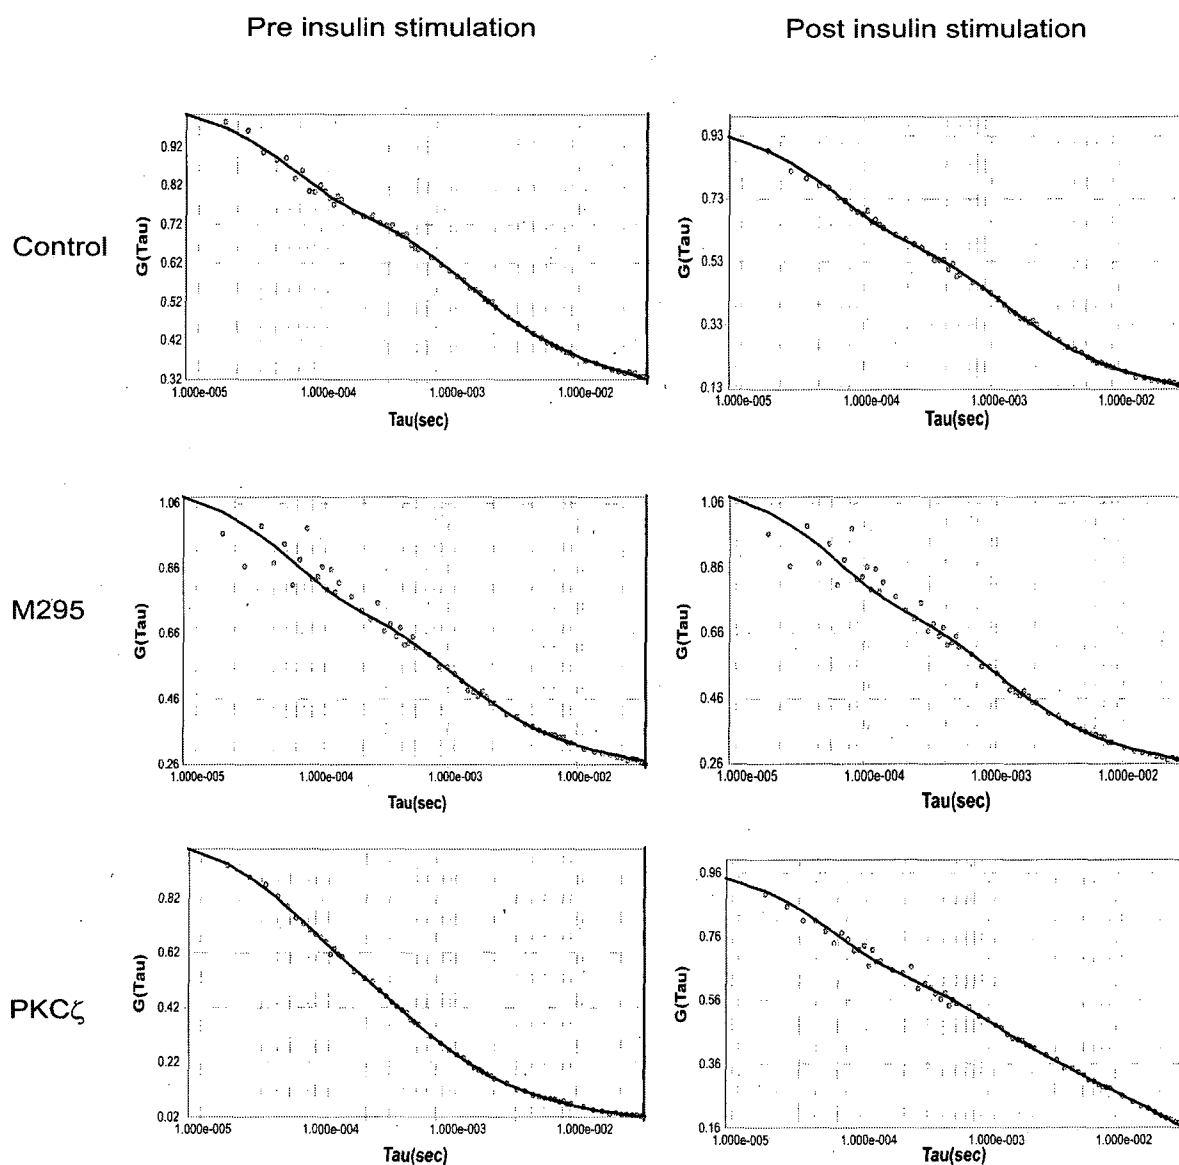 Pre insulin stimulation
Post insulin stimulation
Control
G(Tau)
0.92
0.82
0.72
0.62
0.52
0.42
0.32
1.000e-005
1.000e-004
1.000e-003
1.000e-002
Tau(sec)
G(Tau)
0.93
0.73
0.53
0.33
0.13
1.000e-005
1.000e-004
1.000e-003
1.000e-002
Tau(sec)
M295
G(Tau)
1.06
0.86
0.66
0.46
0.26
1.000e-005
1.000e-004
1.000e-003
1.000e-002
Tau(sec)
G(Tau)
1.06
0.86
0.66
0.46
0.26
1.000e-005
1.000e-004
1.000e-003
1.000e-002
Tau(sec)
PKCζ
G(Tau)
0.82
0.62
0.42
0.22
0.02
1.000e-005
1.000e-004
1.000e-003
1.000e-002
Tau(sec)
G(Tau)
0.96
0.76
0.56
0.36
0.16
1.000e-005
1.000e-004
1.000e-003
1.000e-002
Tau(sec)